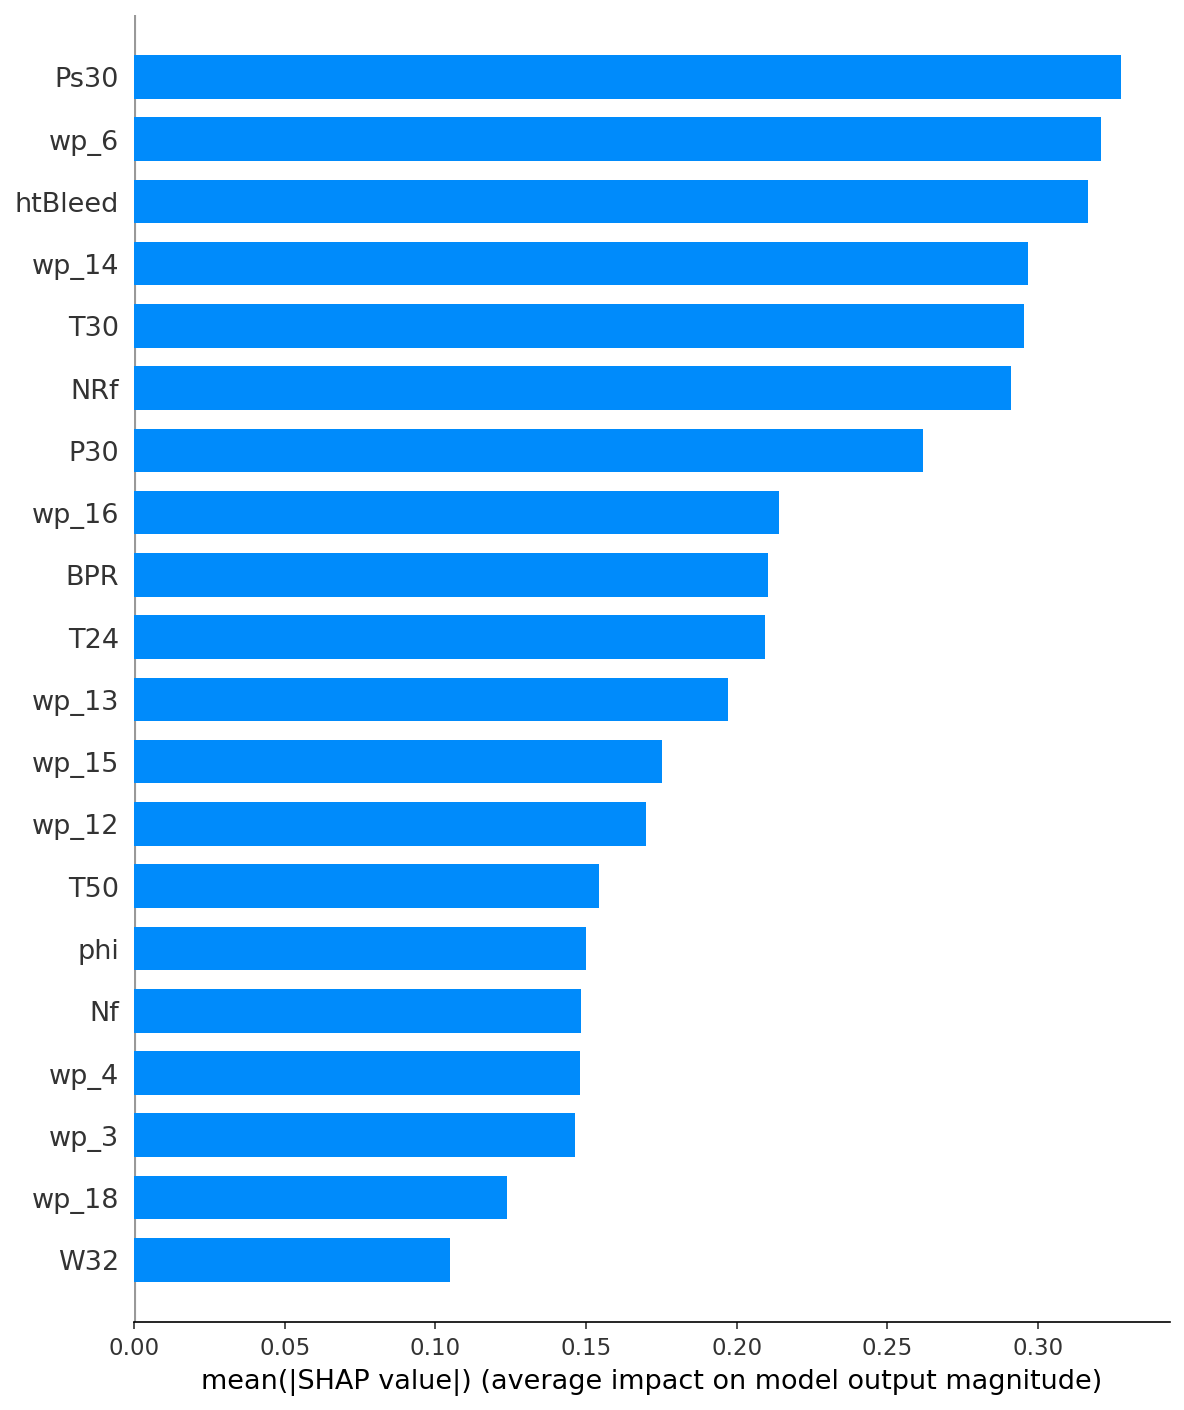 Ps30
wp_6
htBleed
wp_14
T30
NRf
P30
wp_16
BPR
T24
wp_13
wp_15
wp_12
T50
phi
Nf
wp_4
wp_3
wp_18
W32
0.00 0.05 0.10 0.15 0.20 0.25 0.30
mean(|SHAP value|) (average impact on model output magnitude)